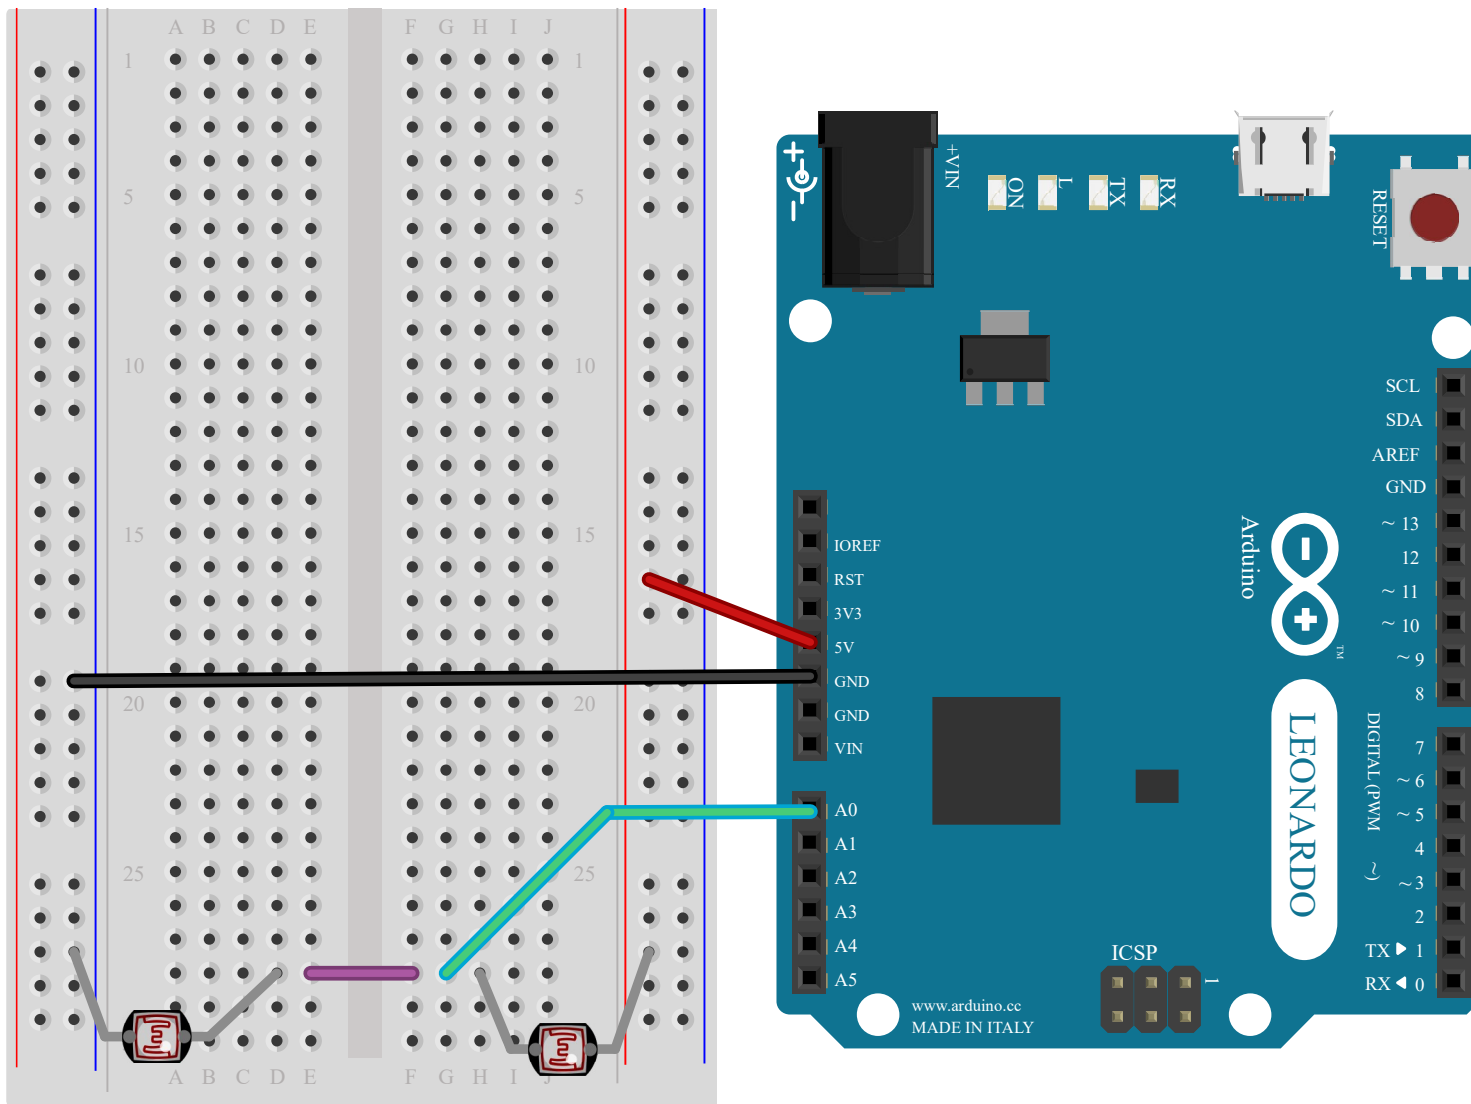 A B C D E F G H I J
1 1
5 5
10 10
15 15
20 20
25 25
A B C D E F G H I J
+VIN
ON
L
TX
RX
RESET
IOREF
RST
3V3
5V
GND
GND
VIN
A0
A1
A2
A3
A4
A5
SCL
SDA
AREF
GND
~ 13
12
~ 11
~ 10
~ 9
8
7
~ 6
~ 5
4
~ 3
2
TX 1
RX 0
DIGITAL (PWM ~)
Arduino
TM
LEONARDO
ICSP
1
www.arduino.cc
MADE IN ITALY